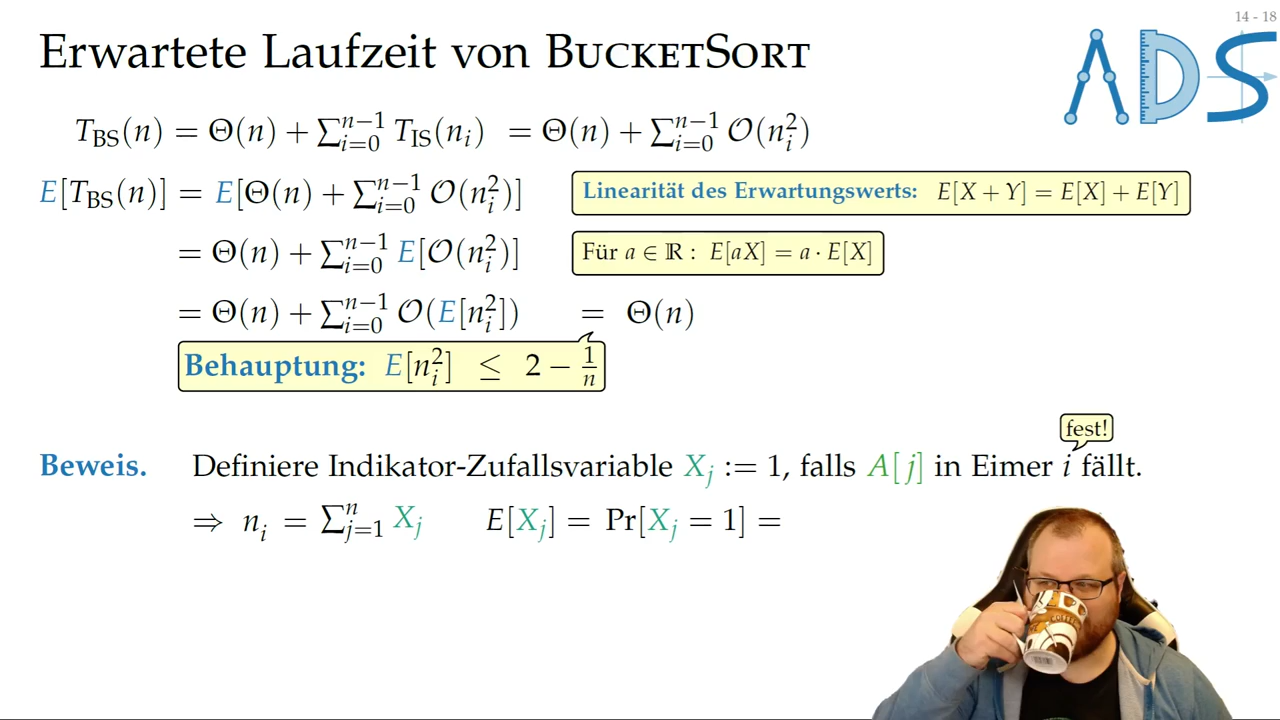 14 - 18
Erwartete Laufzeit von BUCKETSORT
ADS
T_BS(n) = Θ(n) + ∑_{i=0}^{n−1} T_IS(n_i) = Θ(n) + ∑_{i=0}^{n−1} O(n_i^2)
E[T_BS(n)] = E[Θ(n) + ∑_{i=0}^{n−1} O(n_i^2)] Linearität des Erwartungswerts: E[X + Y] = E[X] + E[Y]
= Θ(n) + ∑_{i=0}^{n−1} E[O(n_i^2)] Für a ∈ ℝ : E[aX] = a · E[X]
= Θ(n) + ∑_{i=0}^{n−1} O(E[n_i^2]) = Θ(n)
Behauptung: E[n_i^2] ≤ 2 − 1/n
fest!
Beweis. Definiere Indikator-Zufallsvariable X_j := 1, falls A[j] in Eimer i fällt.
⇒ n_i = ∑_{j=1}^{n} X_j E[X_j] = Pr[X_j = 1] =